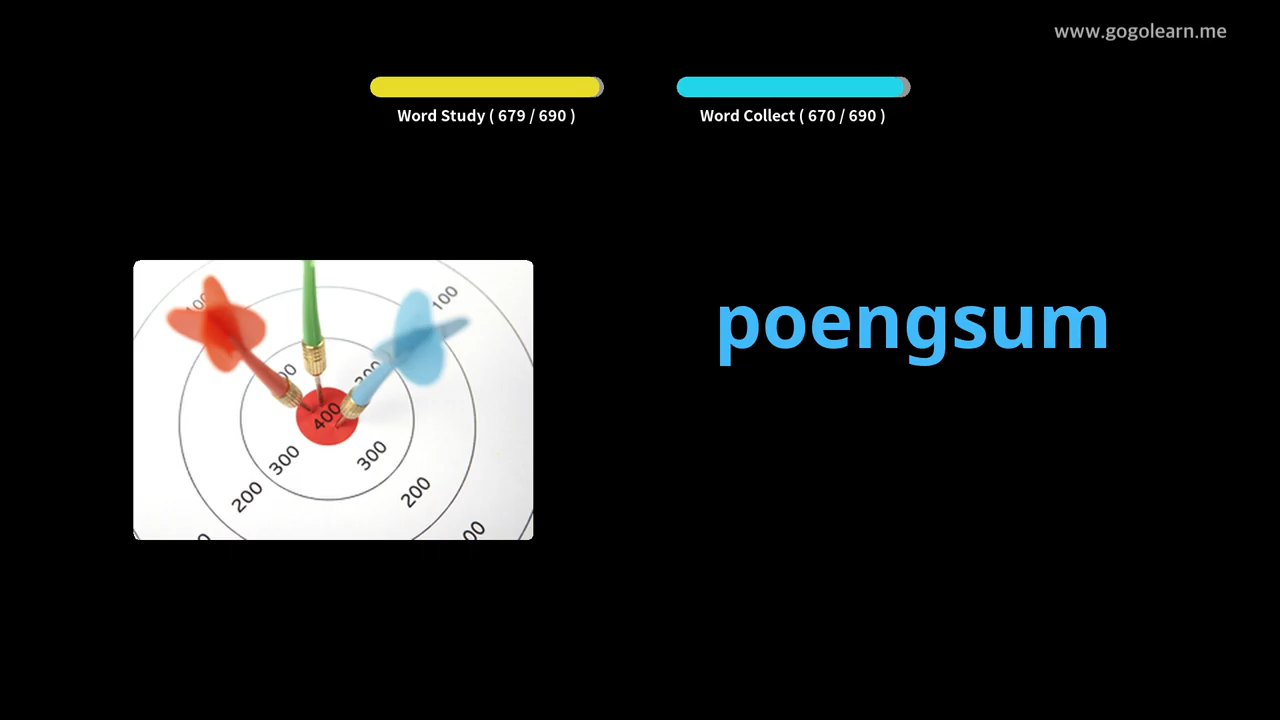 www.gogolearn.me
Word Study ( 679 / 690 )
Word Collect ( 670 / 690 )
poengsum
100
100
200
400
300
300
200
200